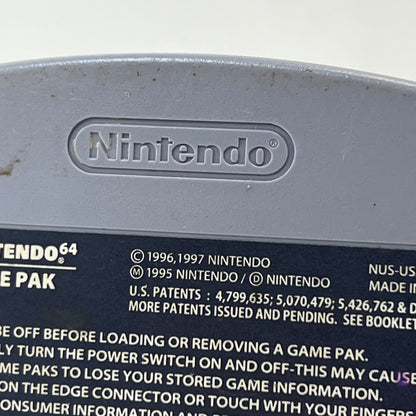 Nintendo®
NTENDO64®
E PAK
© 1996,1997 NINTENDO
Ⓜ 1995 NINTENDO / Ⓓ NINTENDO
U.S. PATENTS : 4,799,635; 5,070,479; 5,426,762 & D
MORE PATENTS ISSUED AND PENDING. SEE BOOKLET
NUS-US
MADE IN
BE OFF BEFORE LOADING OR REMOVING A GAME PAK.
LY TURN THE POWER SWITCH ON AND OFF-THIS MAY CAUSE
ME PAKS TO LOSE YOUR STORED GAME INFORMATION.
ON THE EDGE CONNECTOR OR TOUCH WITH YOUR FINGERS
CONSUMER INFORMATION AND